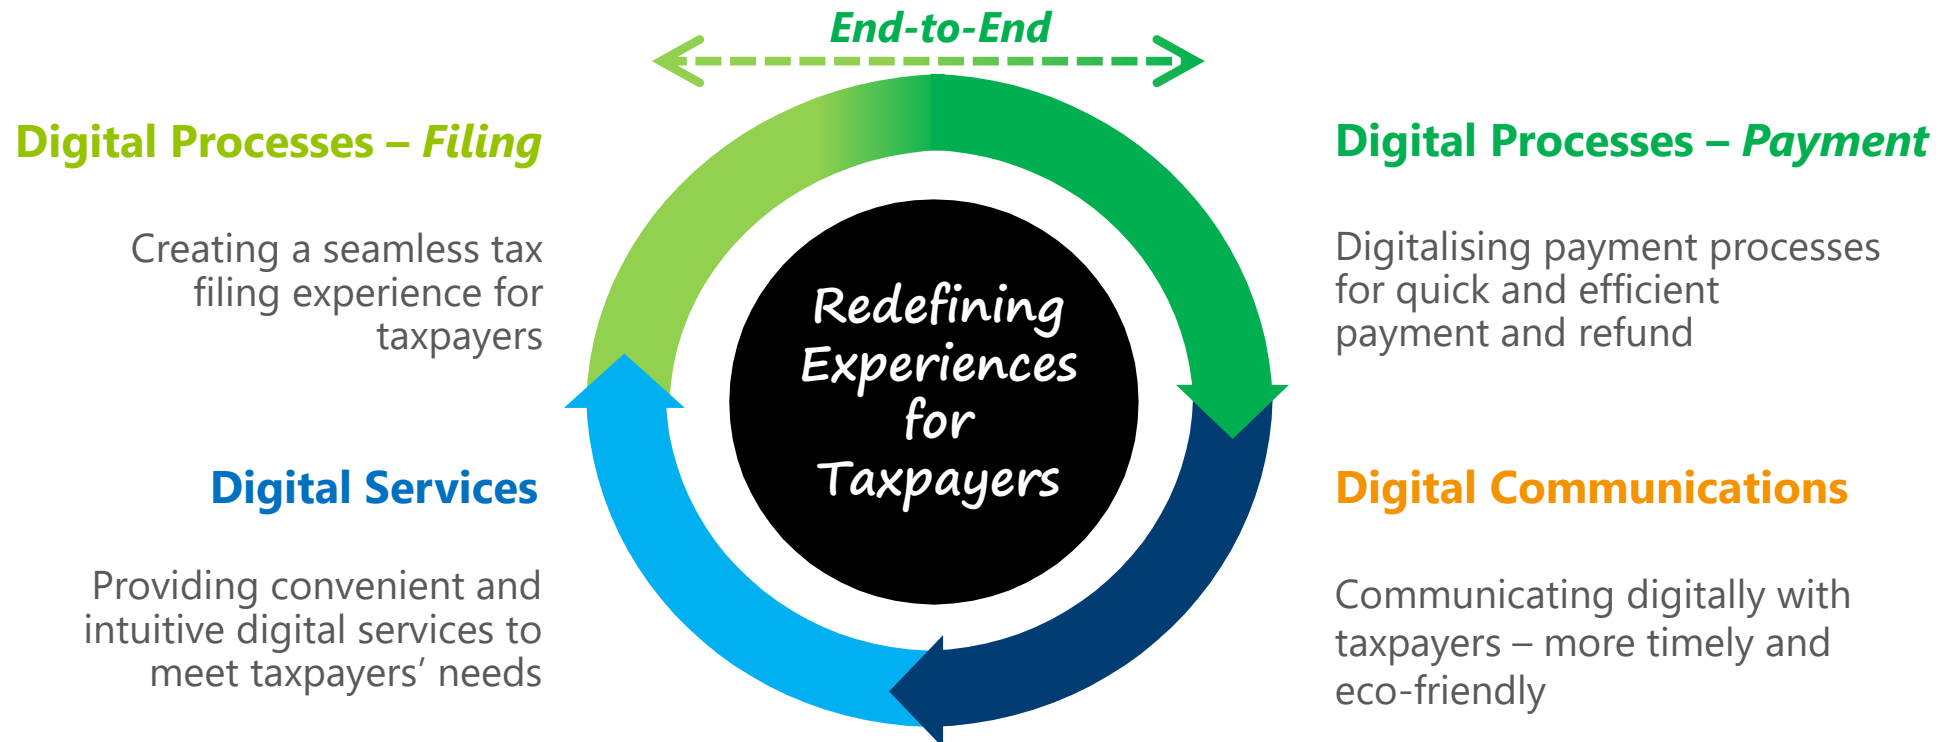 End-to-End
Digital Processes – Filing
Creating a seamless tax
filing experience for
taxpayers
Digital Processes – Payment
Digitalising payment processes
for quick and efficient
payment and refund
Redefining
Experiences
for
Taxpayers
Digital Services
Providing convenient and
intuitive digital services to
meet taxpayers’ needs
Digital Communications
Communicating digitally with
taxpayers – more timely and
eco-friendly